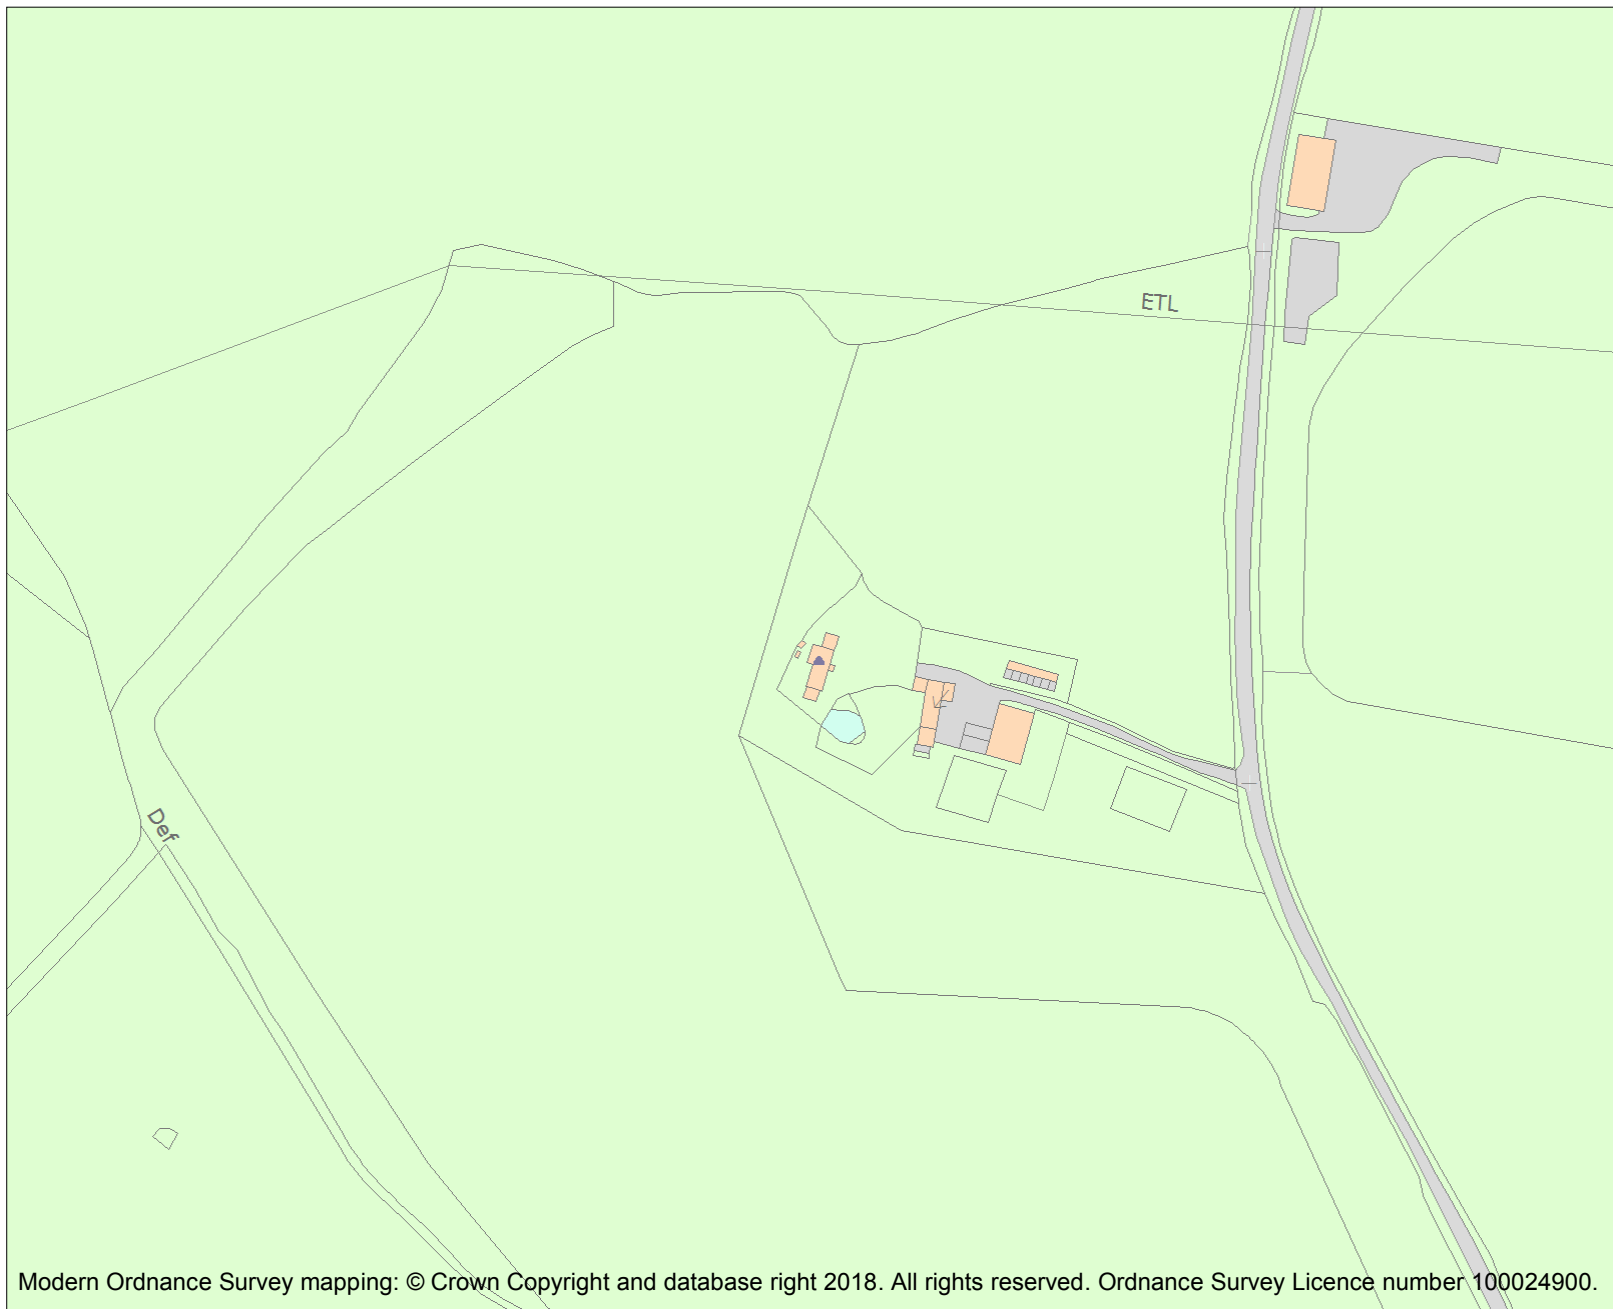 ETL
Def
Modern Ordnance Survey mapping: © Crown Copyright and database right 2018. All rights reserved. Ordnance Survey Licence number 100024900.